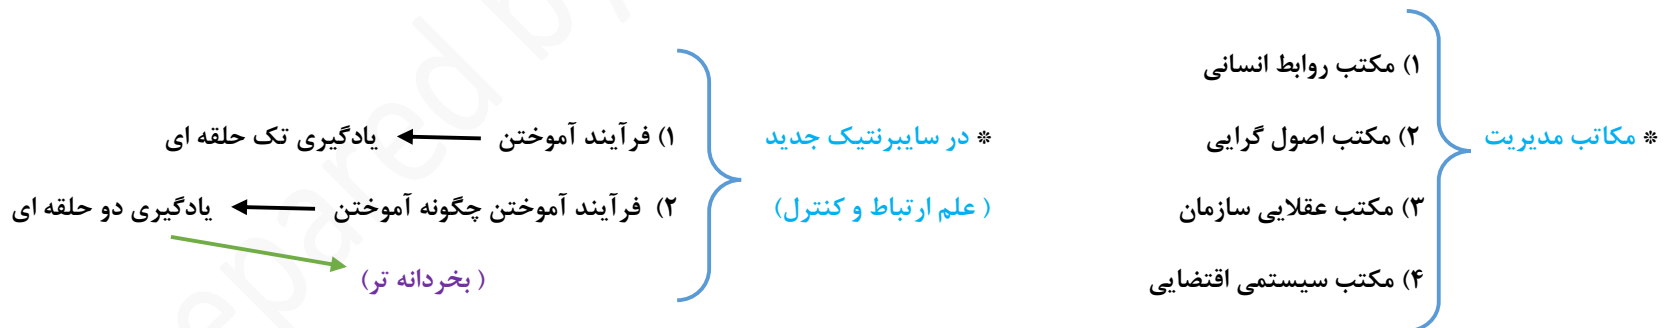 * مکاتب مدیریت
۱) مکتب روابط انسانی
۲) مکتب اصول گرایی
۳) مکتب عقلایی سازمان
۴) مکتب سیستمی اقتضایی
* در سایبرنتیک جدید
( علم ارتباط و کنترل)
۱) فرآیند آموختن ← یادگیری تک حلقه ای
۲) فرآیند آموختن چگونه آموختن ← یادگیری دو حلقه ای
( بخردانه تر)
epared by